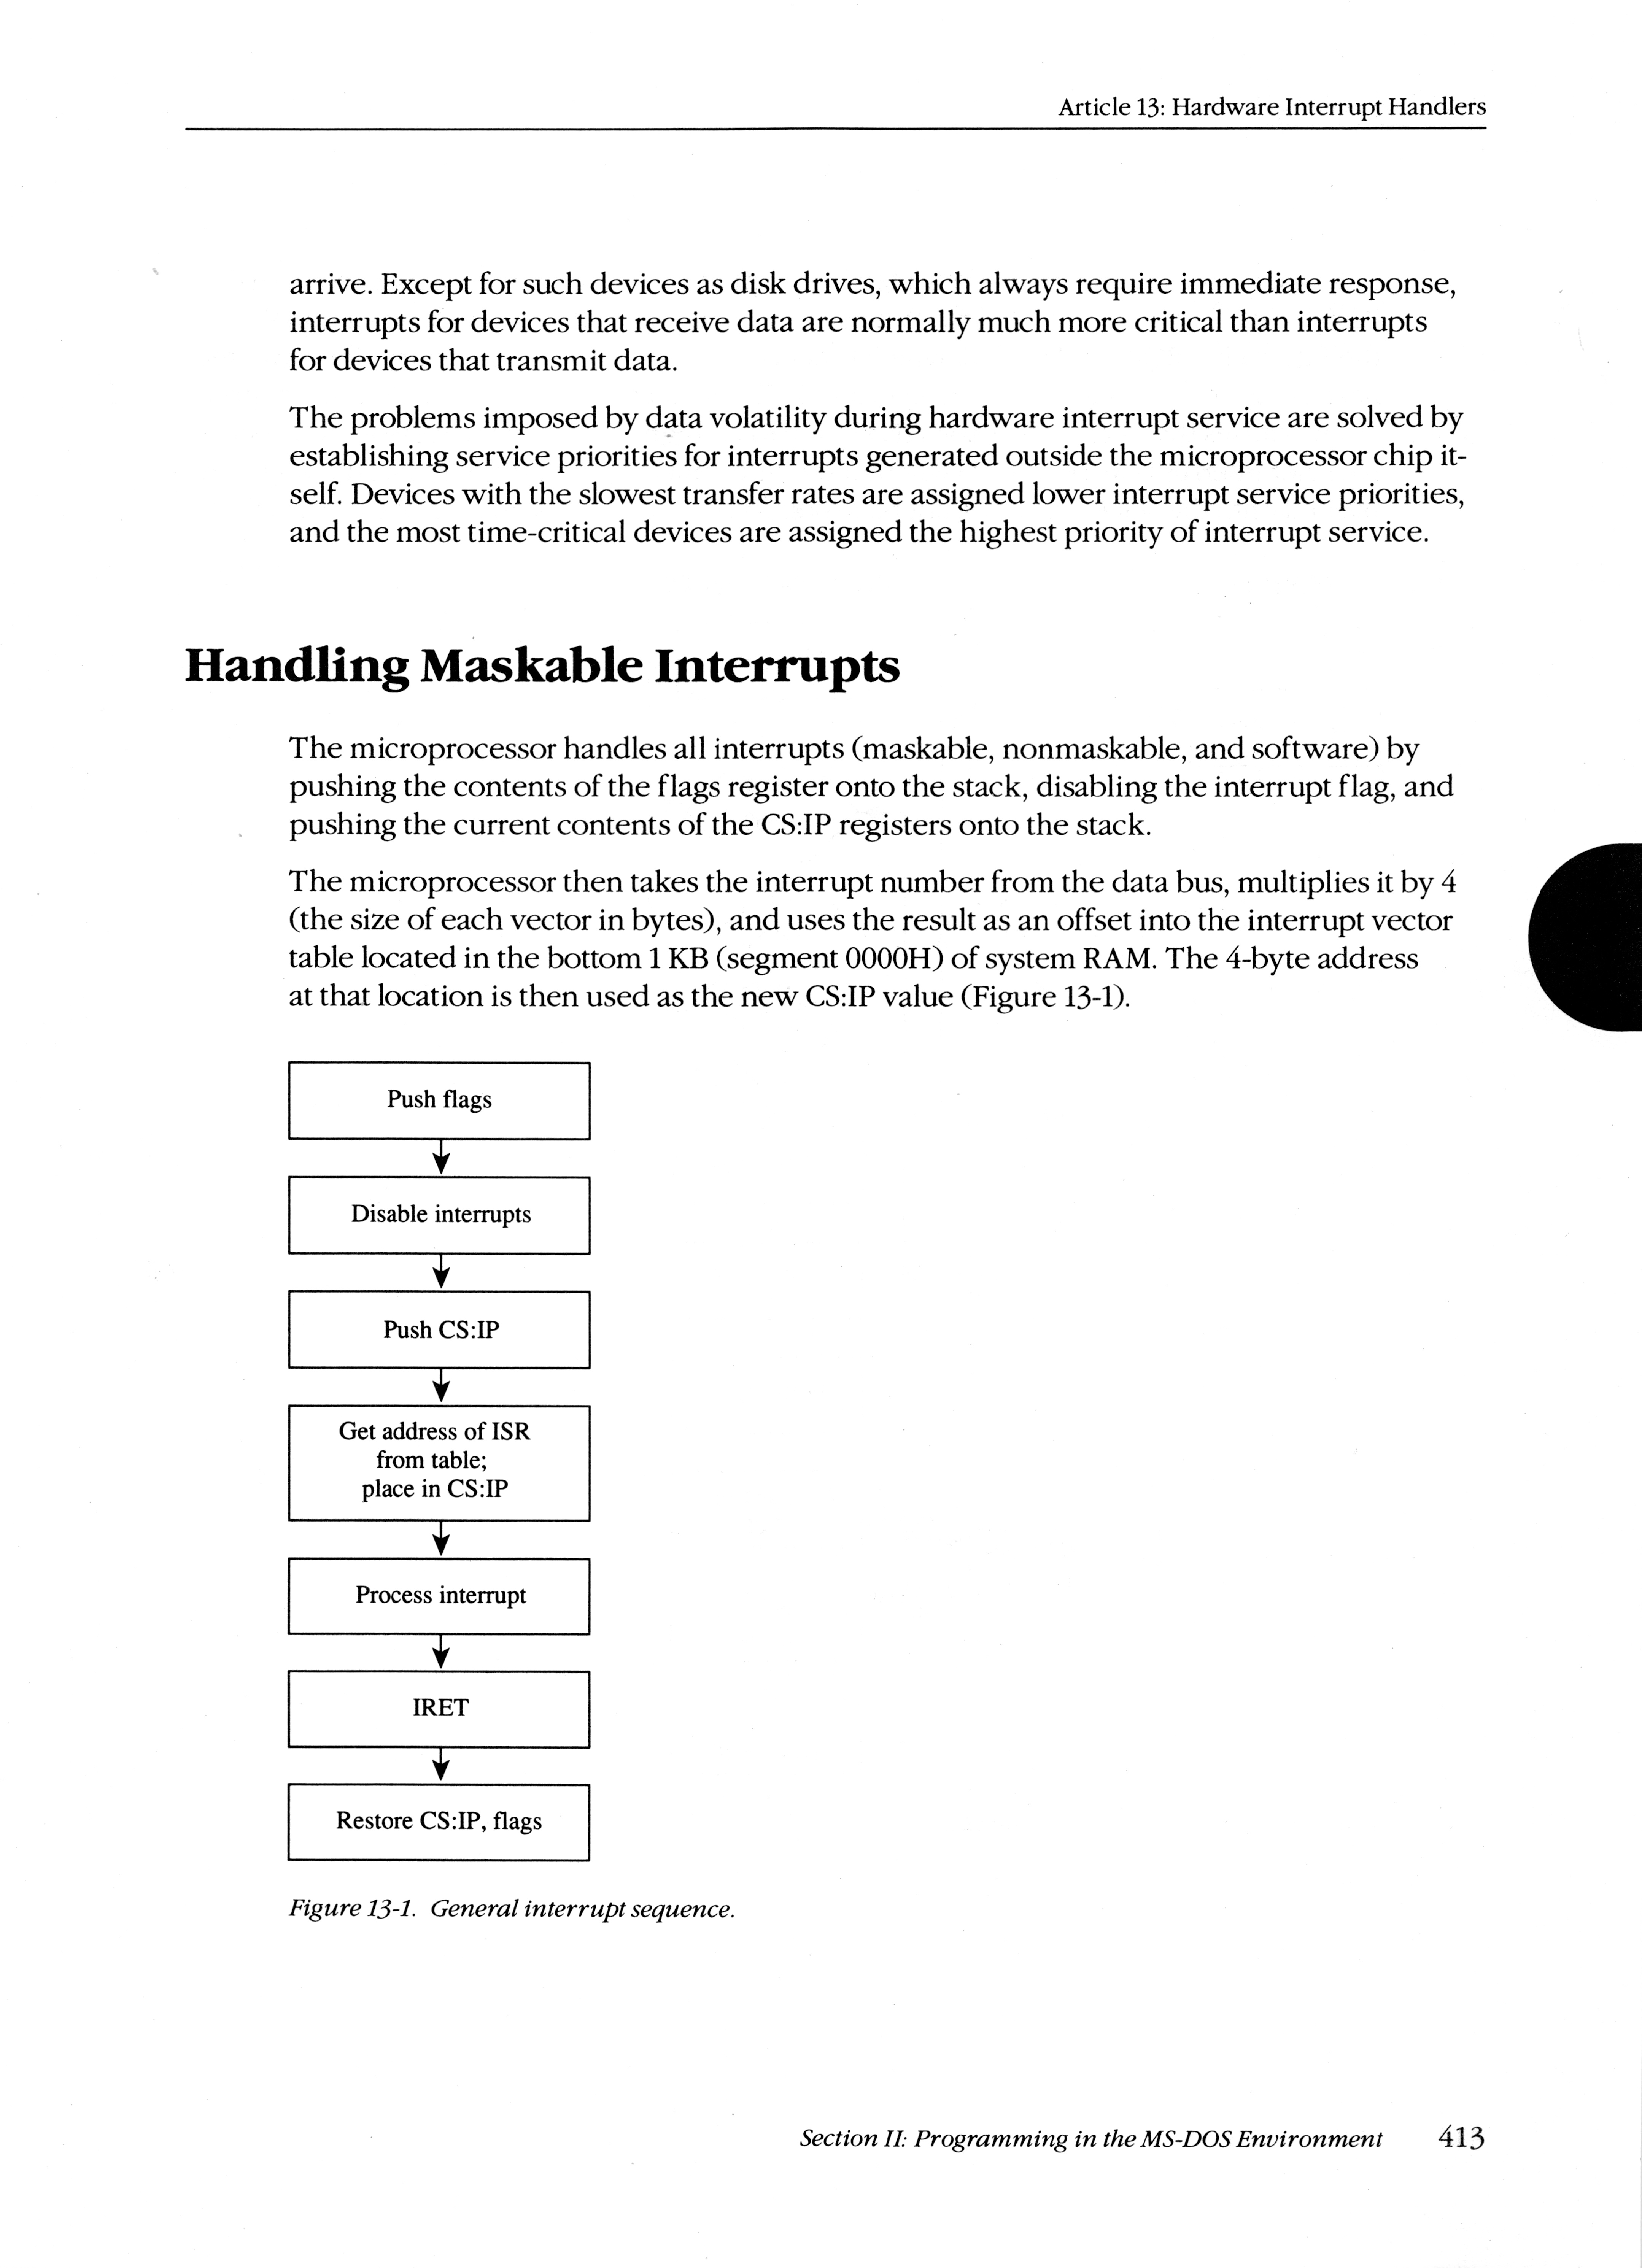 Article 13: Hardware Interrupt Handlers
arrive. Except for such devices as disk drives, which always require immediate response,
interrupts for devices that receive data are normally much more critical than interrupts
for devices that transmit data.
The problems imposed by data volatility during hardware interrupt service are solved by
establishing service priorities for interrupts generated outside the microprocessor chip it-
self. Devices with the slowest transfer rates are assigned lower interrupt service priorities,
and the most time-critical devices are assigned the highest priority of interrupt service.
Handling Maskable Interrupts
The microprocessor handles all interrupts (maskable, nonmaskable, and software) by
pushing the contents of the flags register onto the stack, disabling the interrupt flag, and
pushing the current contents of the CS:IP registers onto the stack.
The microprocessor then takes the interrupt number from the data bus, multiplies it by 4
(the size of each vector in bytes), and uses the result as an offset into the interrupt vector
table located in the bottom 1 KB (segment 0000H) of system RAM. The 4-byte address
at that location is then used as the new CS:IP value (Figure 13-1).
Push flags
Disable interrupts
Push CS:IP
Get address of ISR
from table;
place in CS:IP
Process interrupt
IRET
Restore CS:IP, flags
Figure 13-1. General interrupt sequence.
Section II: Programming in the MS-DOS Environment 413